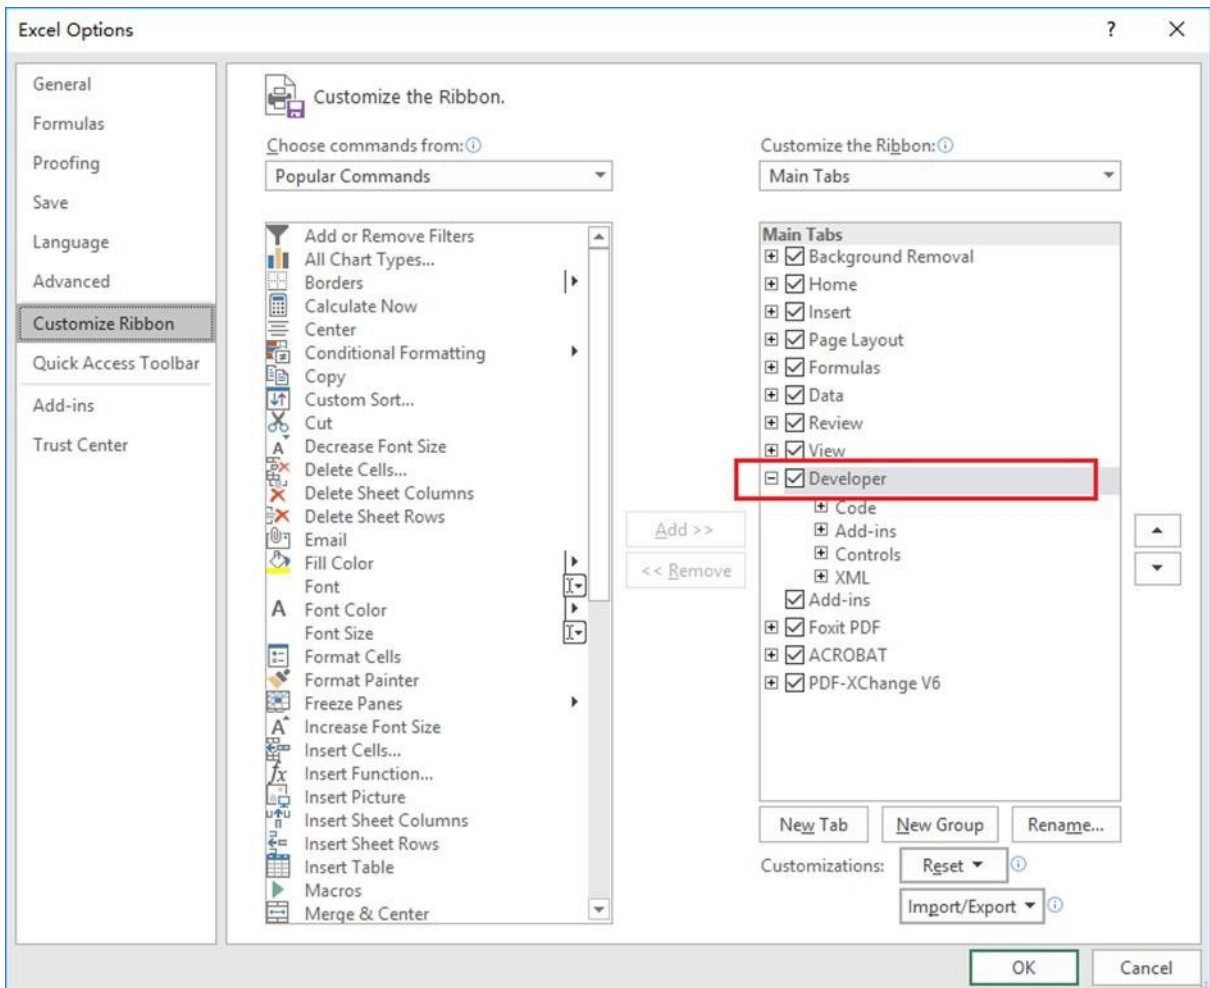 Excel Options
?
General
Formulas
Proofing
Save
Language
Advanced
Customize Ribbon
Quick Access Toolbar
Add-ins
Trust Center
Customize the Ribbon.
Choose commands from:
Popular Commands
Add or Remove Filters
All Chart Types...
Borders
Calculate Now
Center
Conditional Formatting
Copy
Custom Sort...
Cut
Decrease Font Size
Delete Cells...
Delete Sheet Columns
Delete Sheet Rows
Email
Fill Color
Font
Font Color
Font Size
Format Cells
Format Painter
Freeze Panes
Increase Font Size
Insert Cells...
Insert Function...
Insert Picture
Insert Sheet Columns
Insert Sheet Rows
Insert Table
Macros
Merge & Center
Add >>
<< Remove
Customize the Ribbon:
Main Tabs
Main Tabs
Background Removal
Home
Insert
Page Layout
Formulas
Data
Review
View
Developer
Code
Add-ins
Controls
XML
Add-ins
Foxit PDF
ACROBAT
PDF-XChange V6
New Tab New Group Rename...
Customizations: Reset
Import/Export
OK Cancel